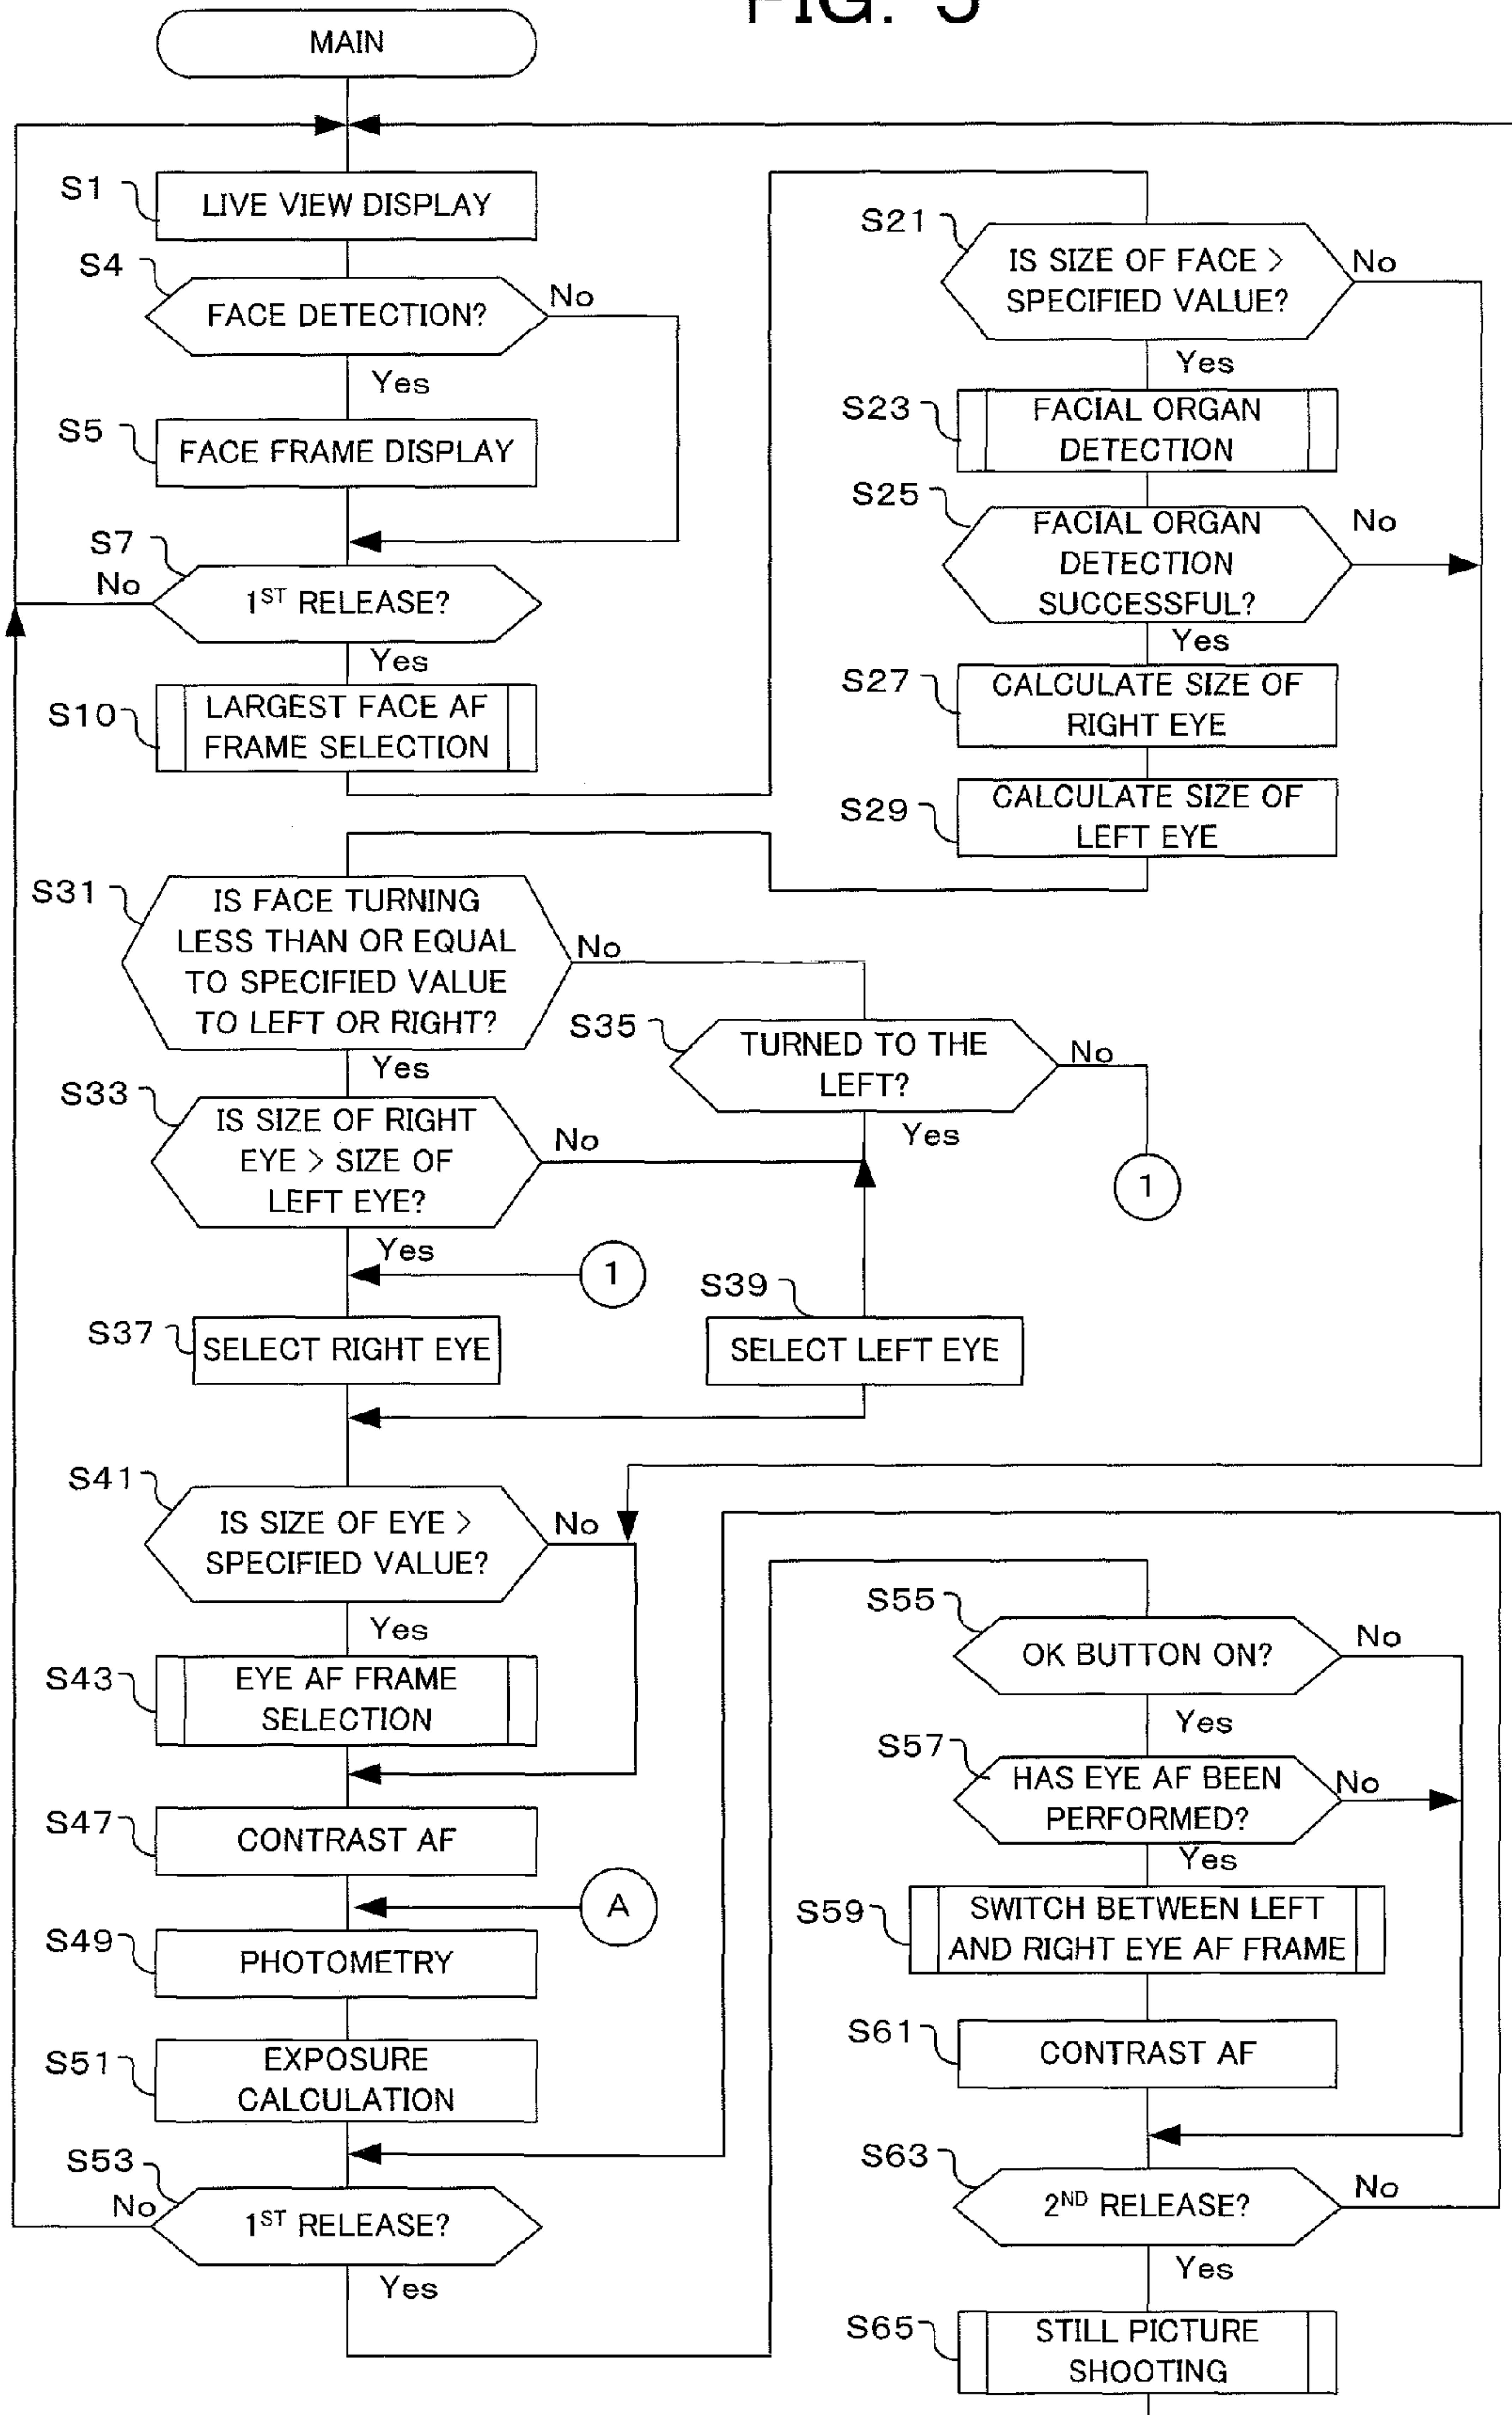 FIG. 5
MAIN
S1
LIVE VIEW DISPLAY
S4
FACE DETECTION?
No
Yes
S5
FACE FRAME DISPLAY
S7
No
1ST RELEASE?
Yes
S10
LARGEST FACE AF
FRAME SELECTION
S21
IS SIZE OF FACE >
SPECIFIED VALUE?
No
Yes
S23
FACIAL ORGAN
DETECTION
S25
FACIAL ORGAN
DETECTION
SUCCESSFUL?
No
Yes
S27
CALCULATE SIZE OF
RIGHT EYE
S29
CALCULATE SIZE OF
LEFT EYE
S31
IS FACE TURNING
LESS THAN OR EQUAL
TO SPECIFIED VALUE
TO LEFT OR RIGHT?
No
Yes
S35
TURNED TO THE
LEFT?
No
Yes
1
S33
IS SIZE OF RIGHT
EYE > SIZE OF
LEFT EYE?
No
Yes
1
S37
SELECT RIGHT EYE
S39
SELECT LEFT EYE
S41
IS SIZE OF EYE >
SPECIFIED VALUE?
No
Yes
S43
EYE AF FRAME
SELECTION
S47
CONTRAST AF
A
S49
PHOTOMETRY
S51
EXPOSURE
CALCULATION
S53
No
1ST RELEASE?
Yes
S55
OK BUTTON ON?
No
Yes
S57
HAS EYE AF BEEN
PERFORMED?
No
Yes
S59
SWITCH BETWEEN LEFT
AND RIGHT EYE AF FRAME
S61
CONTRAST AF
S63
2ND RELEASE?
No
Yes
S65
STILL PICTURE
SHOOTING